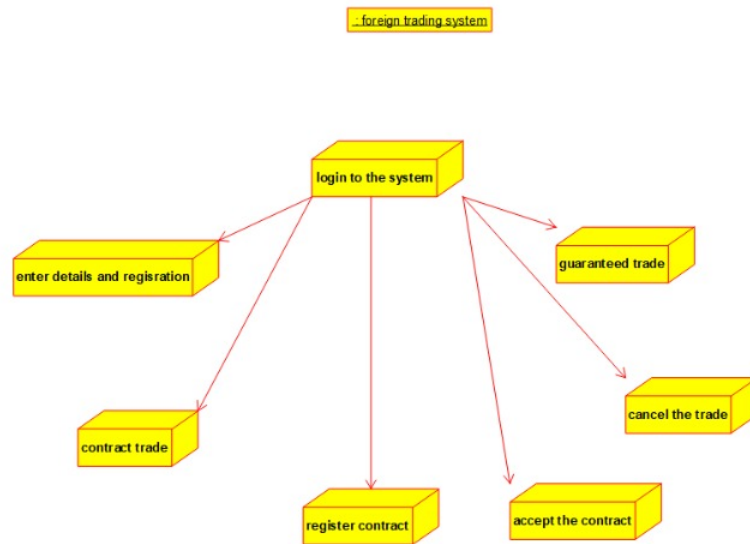 : foreign trading system
login to the system
enter details and regisration
guaranteed trade
contract trade
cancel the trade
register contract
accept the contract